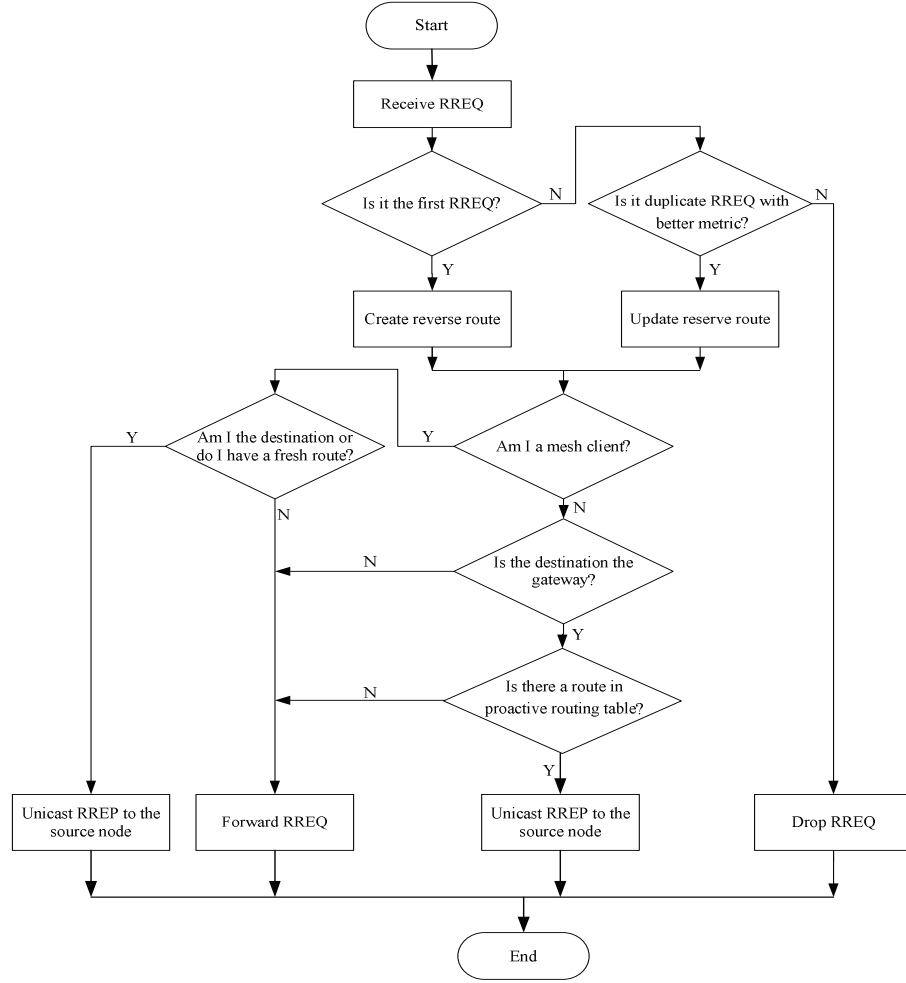 Start
Receive RREQ
Is it the first RREQ?
N
Is it duplicate RREQ with
better metric?
N
Y
Y
Create reverse route
Update reserve route
Y
Am I the destination or
do I have a fresh route?
Y
Am I a mesh client?
N
N
N
Is the destination the
gateway?
Y
N
Is there a route in
proactive routing table?
Y
Unicast RREP to the
source node
Forward RREQ
Unicast RREP to the
source node
Drop RREQ
End